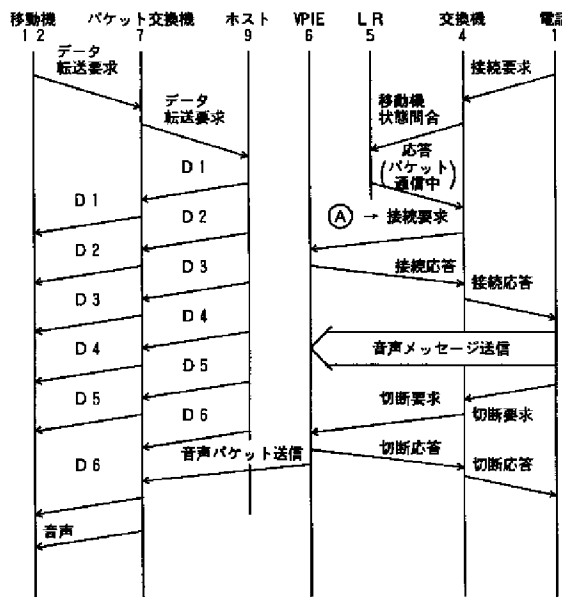 移動機 パケット交換機 ホスト VPIE LR 交換機 電話
12 7 9 6 5 4 1
データ
転送要求
接続要求
データ
転送要求
移動機
状態問合
応答
(パケット
通信中)
D1
D1
D2
Ⓐ → 接続要求
D2
D3
接続応答
接続応答
D3
D4
音声メッセージ送信
D4
D5
切断要求
切断要求
D5
D6
切断応答
切断応答
音声パケット送信
D6
音声